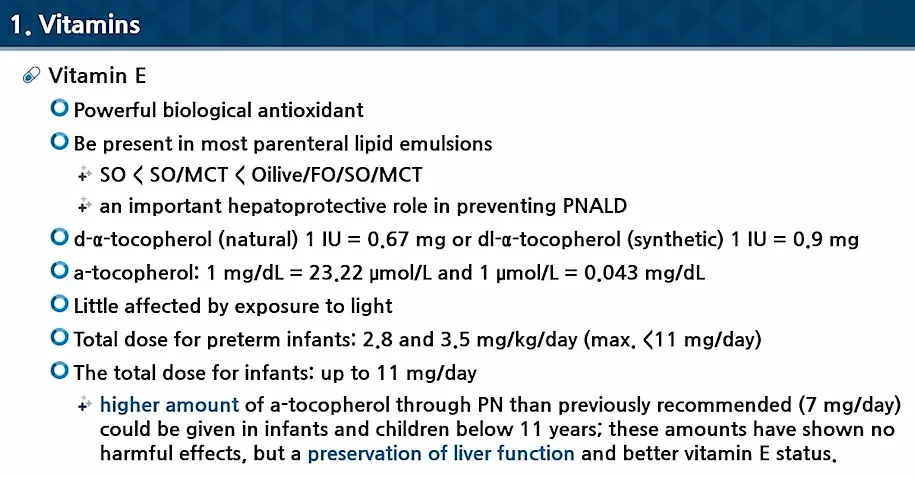 1. Vitamins
Vitamin E
Powerful biological antioxidant
Be present in most parenteral lipid emulsions
SO < SO/MCT < Oilive/FO/SO/MCT
an important hepatoprotective role in preventing PNALD
d-α-tocopherol (natural) 1 IU = 0.67 mg or dl-α-tocopherol (synthetic) 1 IU = 0.9 mg
a-tocopherol: 1 mg/dL = 23.22 μmol/L and 1 μmol/L = 0.043 mg/dL
Little affected by exposure to light
Total dose for preterm infants: 2.8 and 3.5 mg/kg/day (max. <11 mg/day)
The total dose for infants: up to 11 mg/day
higher amount of a-tocopherol through PN than previously recommended (7 mg/day)
could be given in infants and children below 11 years; these amounts have shown no
harmful effects, but a preservation of liver function and better vitamin E status.